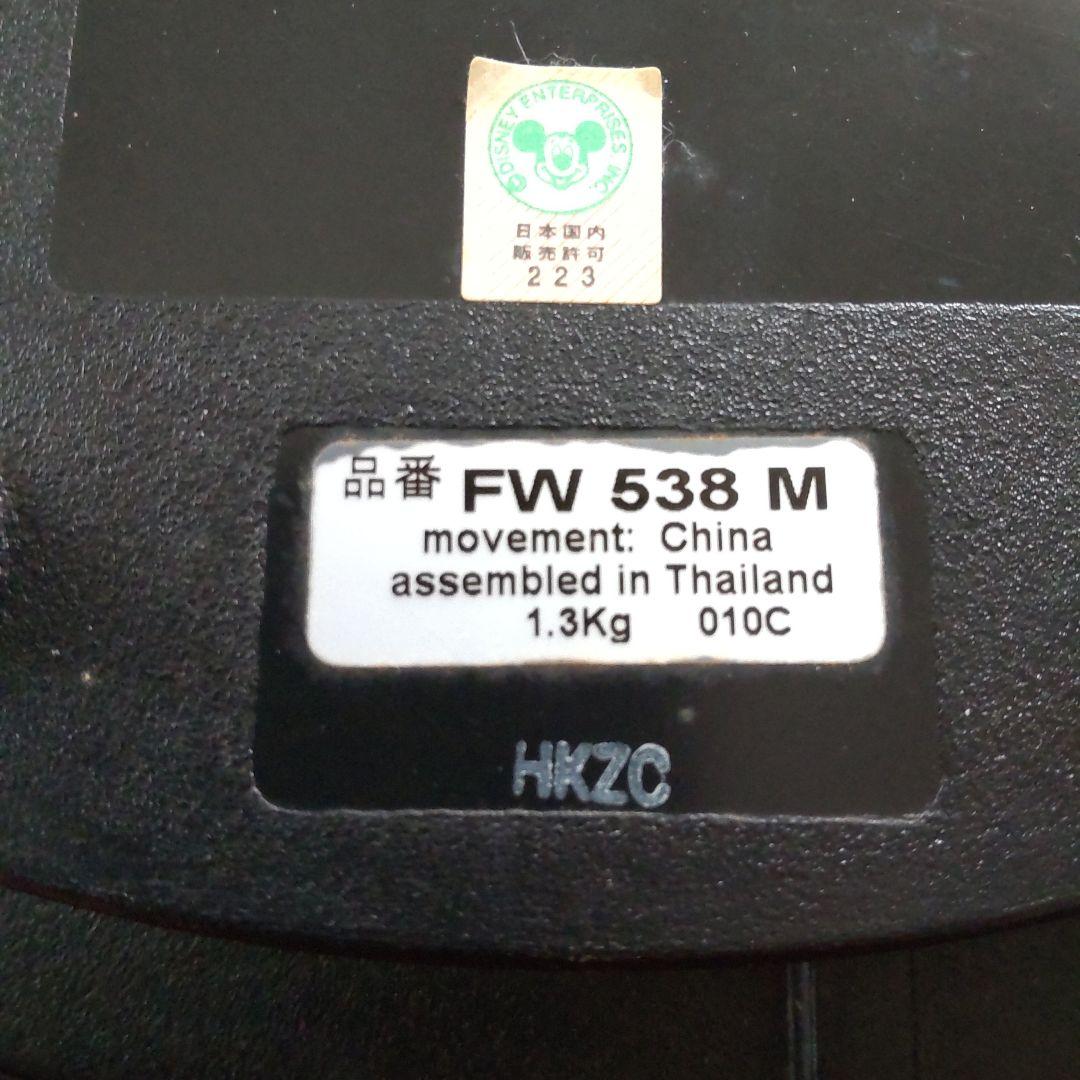 © DISNEY ENTERPRISES INC.
日本国内
販売許可
223
品番 FW 538 M
movement: China
assembled in Thailand
1.3Kg 010C
HKZC